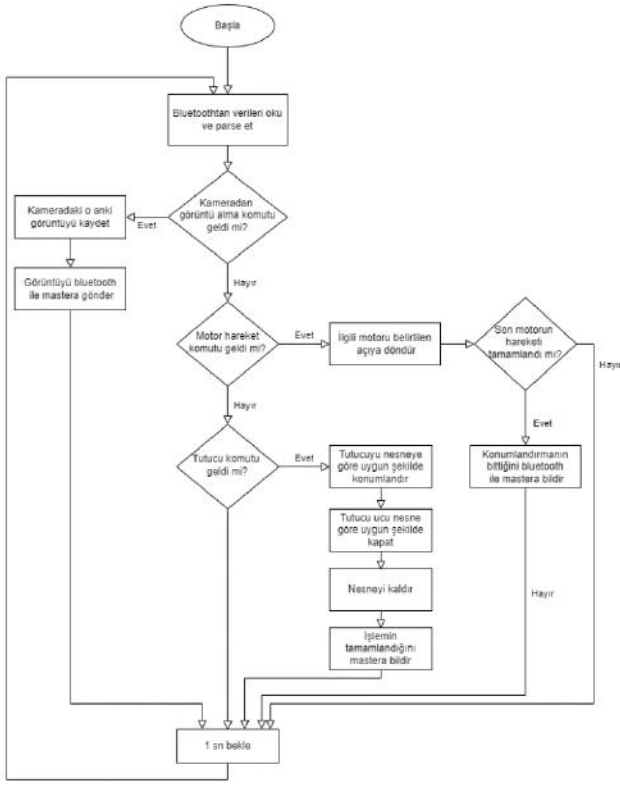 Başla
Bluetoothtan verileri oku
ve parse et
Kameradan
görüntü alma komutu
geldi mi?
Evet
Kameradaki o anki
görüntüyü kaydet
Görüntüyü bluetooth
ile mastera gönder
Hayır
Motor hareket
komutu geldi mi?
Evet
İlgili motoru belirtilen
açıya döndür
Son motorun
hareketi
tamamlandı mı?
Hayır
Evet
Konumlandırmanın
bittiğini bluetooth
ile mastera bildir
Hayır
Hayır
Tutucu komutu
geldi mi?
Evet
Tutucuyu nesneye
göre uygun şekilde
konumlandır
Tutucu ucu nesne
göre uygun şekilde
kapat
Nesneyi kaldır
İşlemin
tamamlandığını
mastera bildir
1 sn bekle